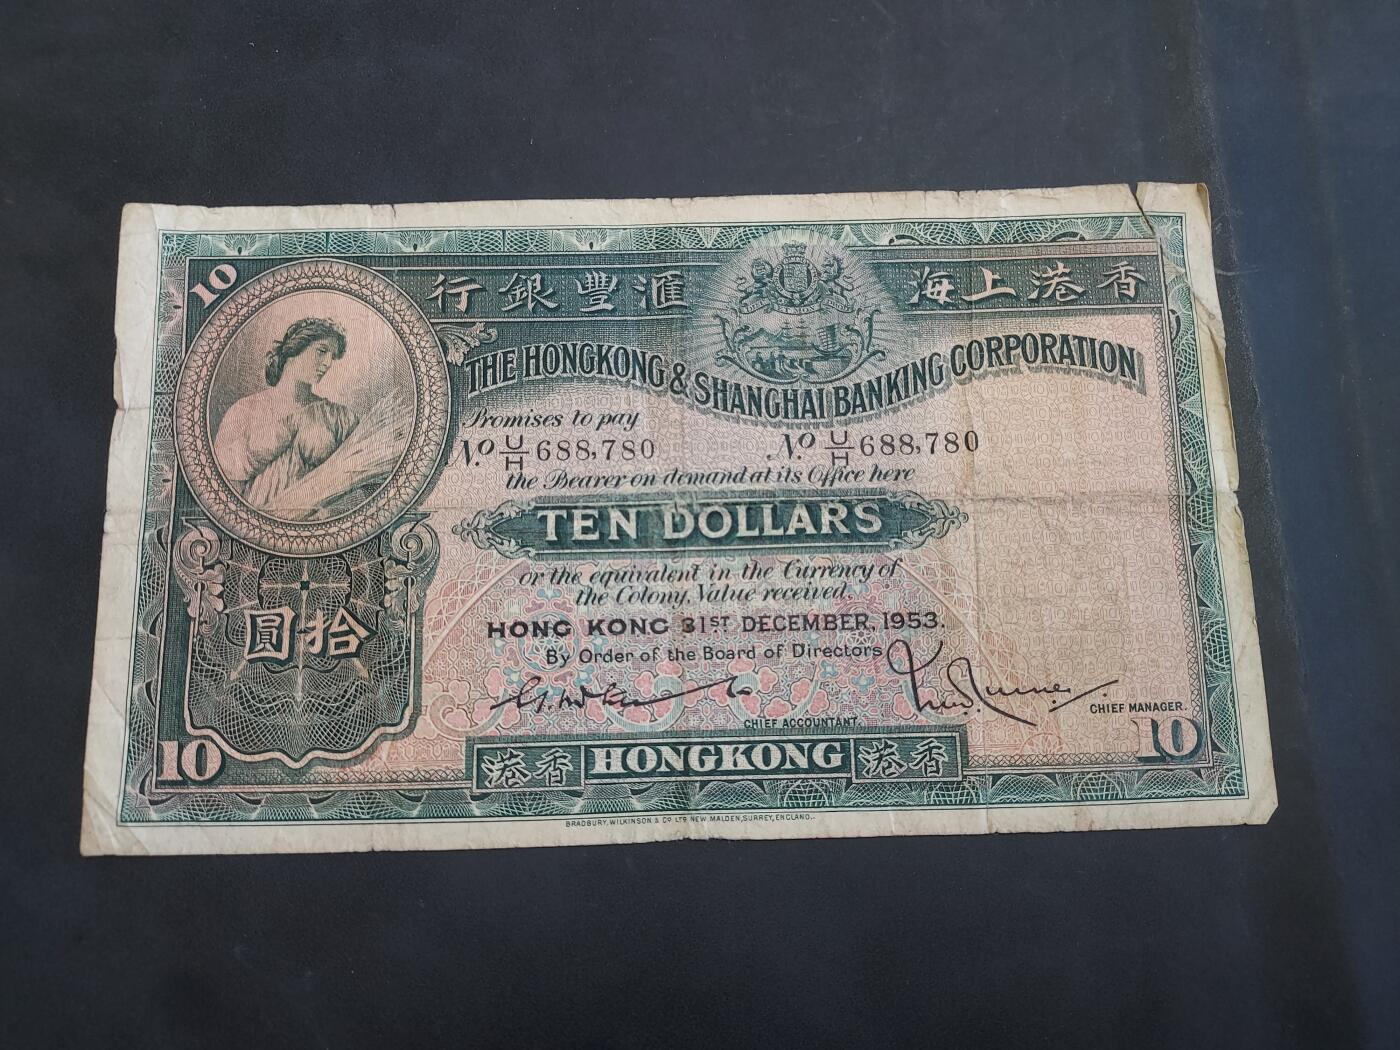 10
行銀豐滙 海上港香
THE HONGKONG & SHANGHAI BANKING CORPORATION
Promises to pay
No. U/H 688,780 No. U/H 688,780
the Bearer on demand at its Office here
TEN DOLLARS
or the equivalent in the Currency of
the Colony, Value received.
圓拾
HONG KONG 31ST DECEMBER, 1953.
By Order of the Board of Directors
CHIEF ACCOUNTANT.
CHIEF MANAGER.
10 港香 HONGKONG 港香 10
BRADBURY, WILKINSON & CO LTD NEW MALDEN, SURREY, ENGLAND.